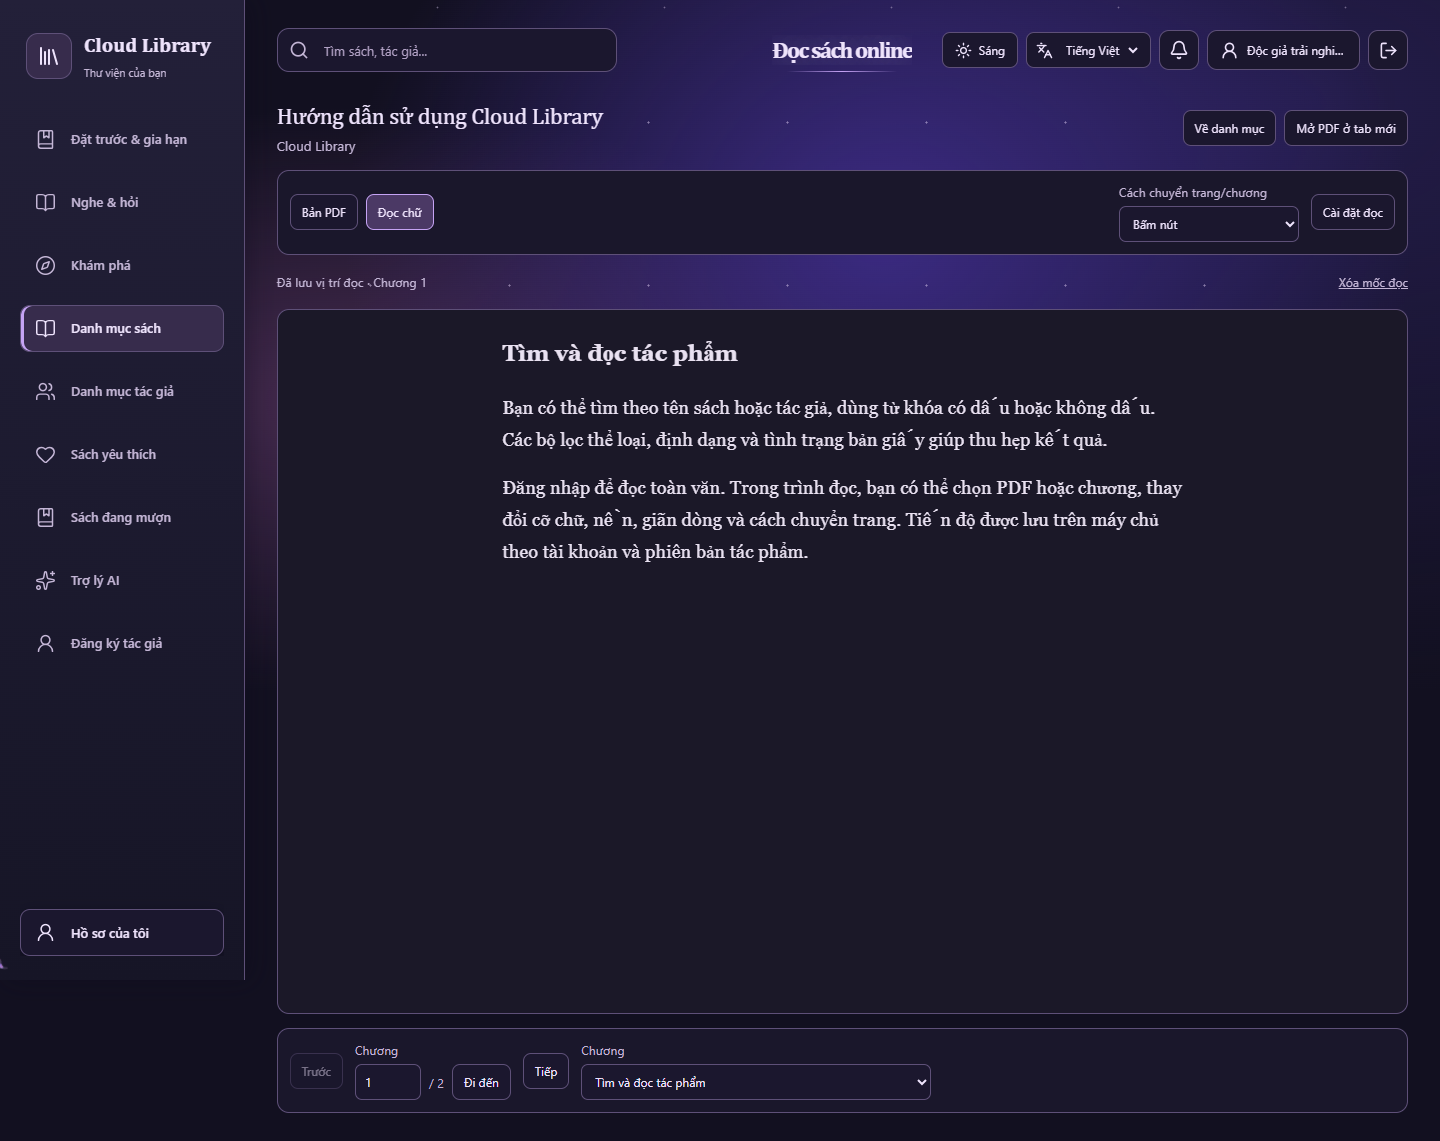 Cloud Library
Thư viện của bạn
Đặt trước & gia hạn
Nghe & hỏi
Khám phá
Danh mục sách
Danh mục tác giả
Sách yêu thích
Sách đang mượn
Trợ lý AI
Đăng ký tác giả
Hồ sơ của tôi
Tìm sách, tác giả...
Đọc sách online
Sáng
Tiếng Việt
Độc giả trải nghi...
Hướng dẫn sử dụng Cloud Library
Cloud Library
Về danh mục
Mở PDF ở tab mới
Bản PDF
Đọc chữ
Cách chuyển trang/chương
Bấm nút
Cài đặt đọc
Đã lưu vị trí đọc · Chương 1
Xóa mốc đọc
Tìm và đọc tác phẩm
Bạn có thể tìm theo tên sách hoặc tác giả, dùng từ khóa có dâ´u hoặc không dâ´u.
Các bộ lọc thể loại, định dạng và tình trạng bản giâ´y giúp thu hẹp kê´t quả.
Đăng nhập để đọc toàn văn. Trong trình đọc, bạn có thể chọn PDF hoặc chương, thay
đổi cỡ chữ, nê`n, giãn dòng và cách chuyển trang. Tiê´n độ được lưu trên máy chủ
theo tài khoản và phiên bản tác phẩm.
Trước
Chương
1
/ 2
Đi đến
Tiếp
Chương
Tìm và đọc tác phẩm